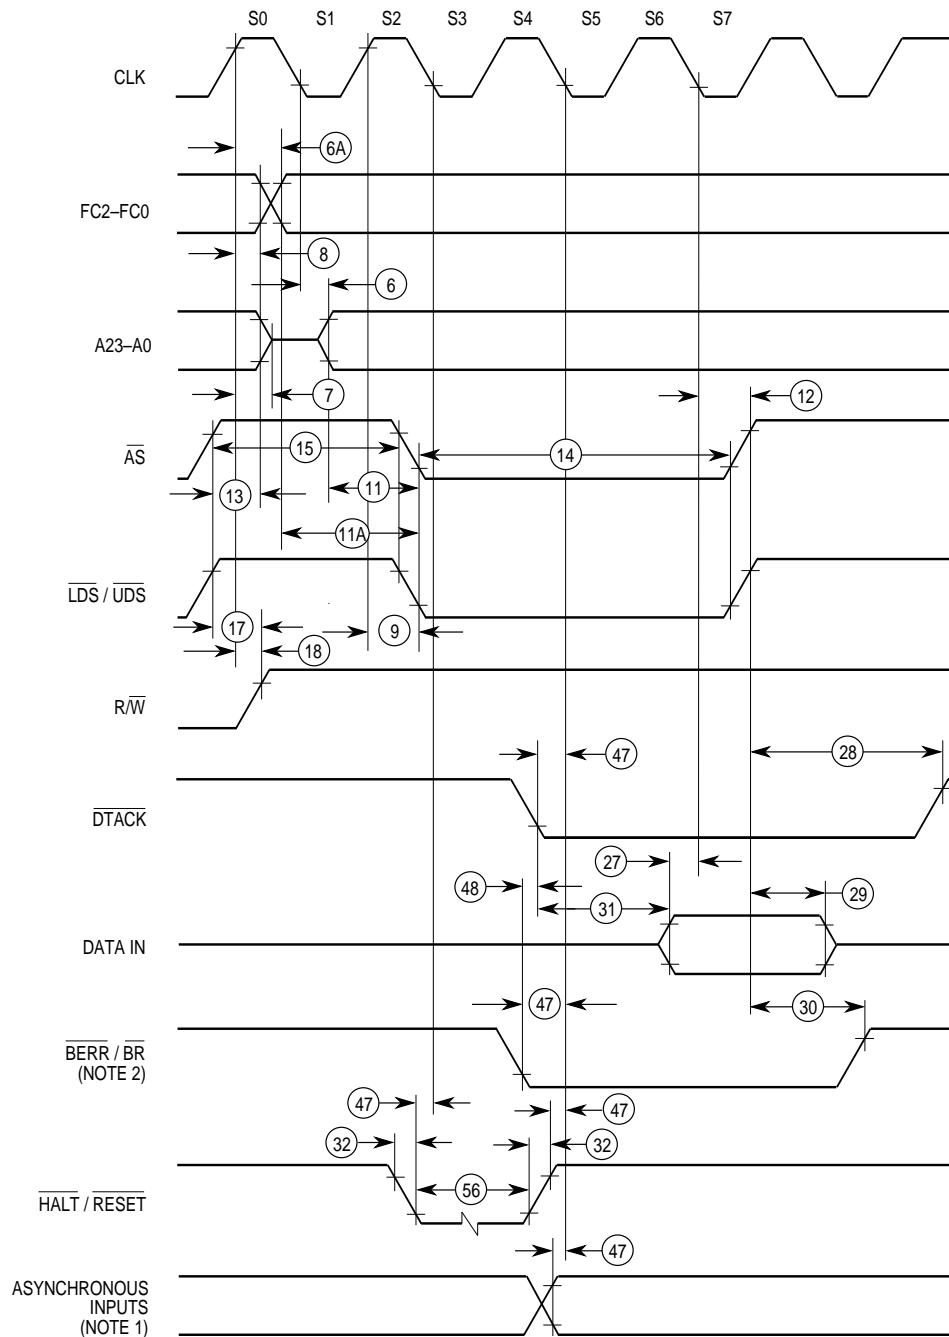 S0 S1 S2 S3 S4 S5 S6 S7
CLK
6A
FC2–FC0
8
6
A23–A0
7
12
AS
15
14
13
11
11A
LDS / UDS
17
9
18
R/W
47
28
DTACK
27
48
31
29
DATA IN
47
30
BERR / BR
(NOTE 2)
47
47
32
32
HALT / RESET
56
47
ASYNCHRONOUS
INPUTS
(NOTE 1)